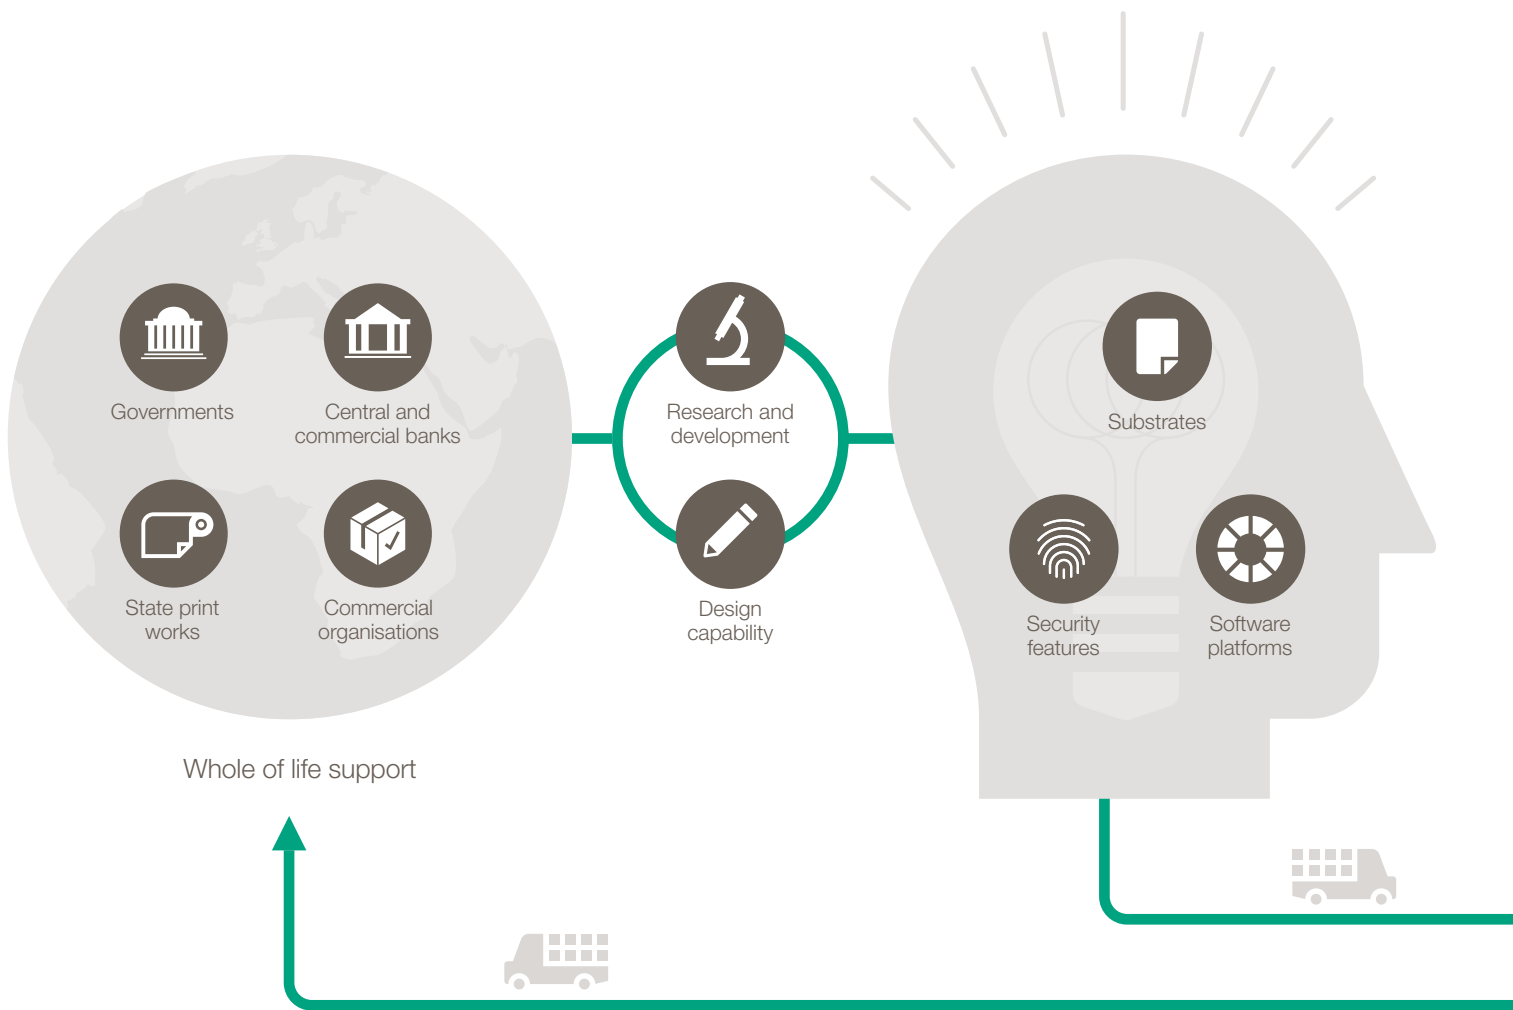 Governments
Central and
commercial banks
State print
works
Commercial
organisations
Whole of life support
Research and
development
Design
capability
Substrates
Security
features
Software
platforms